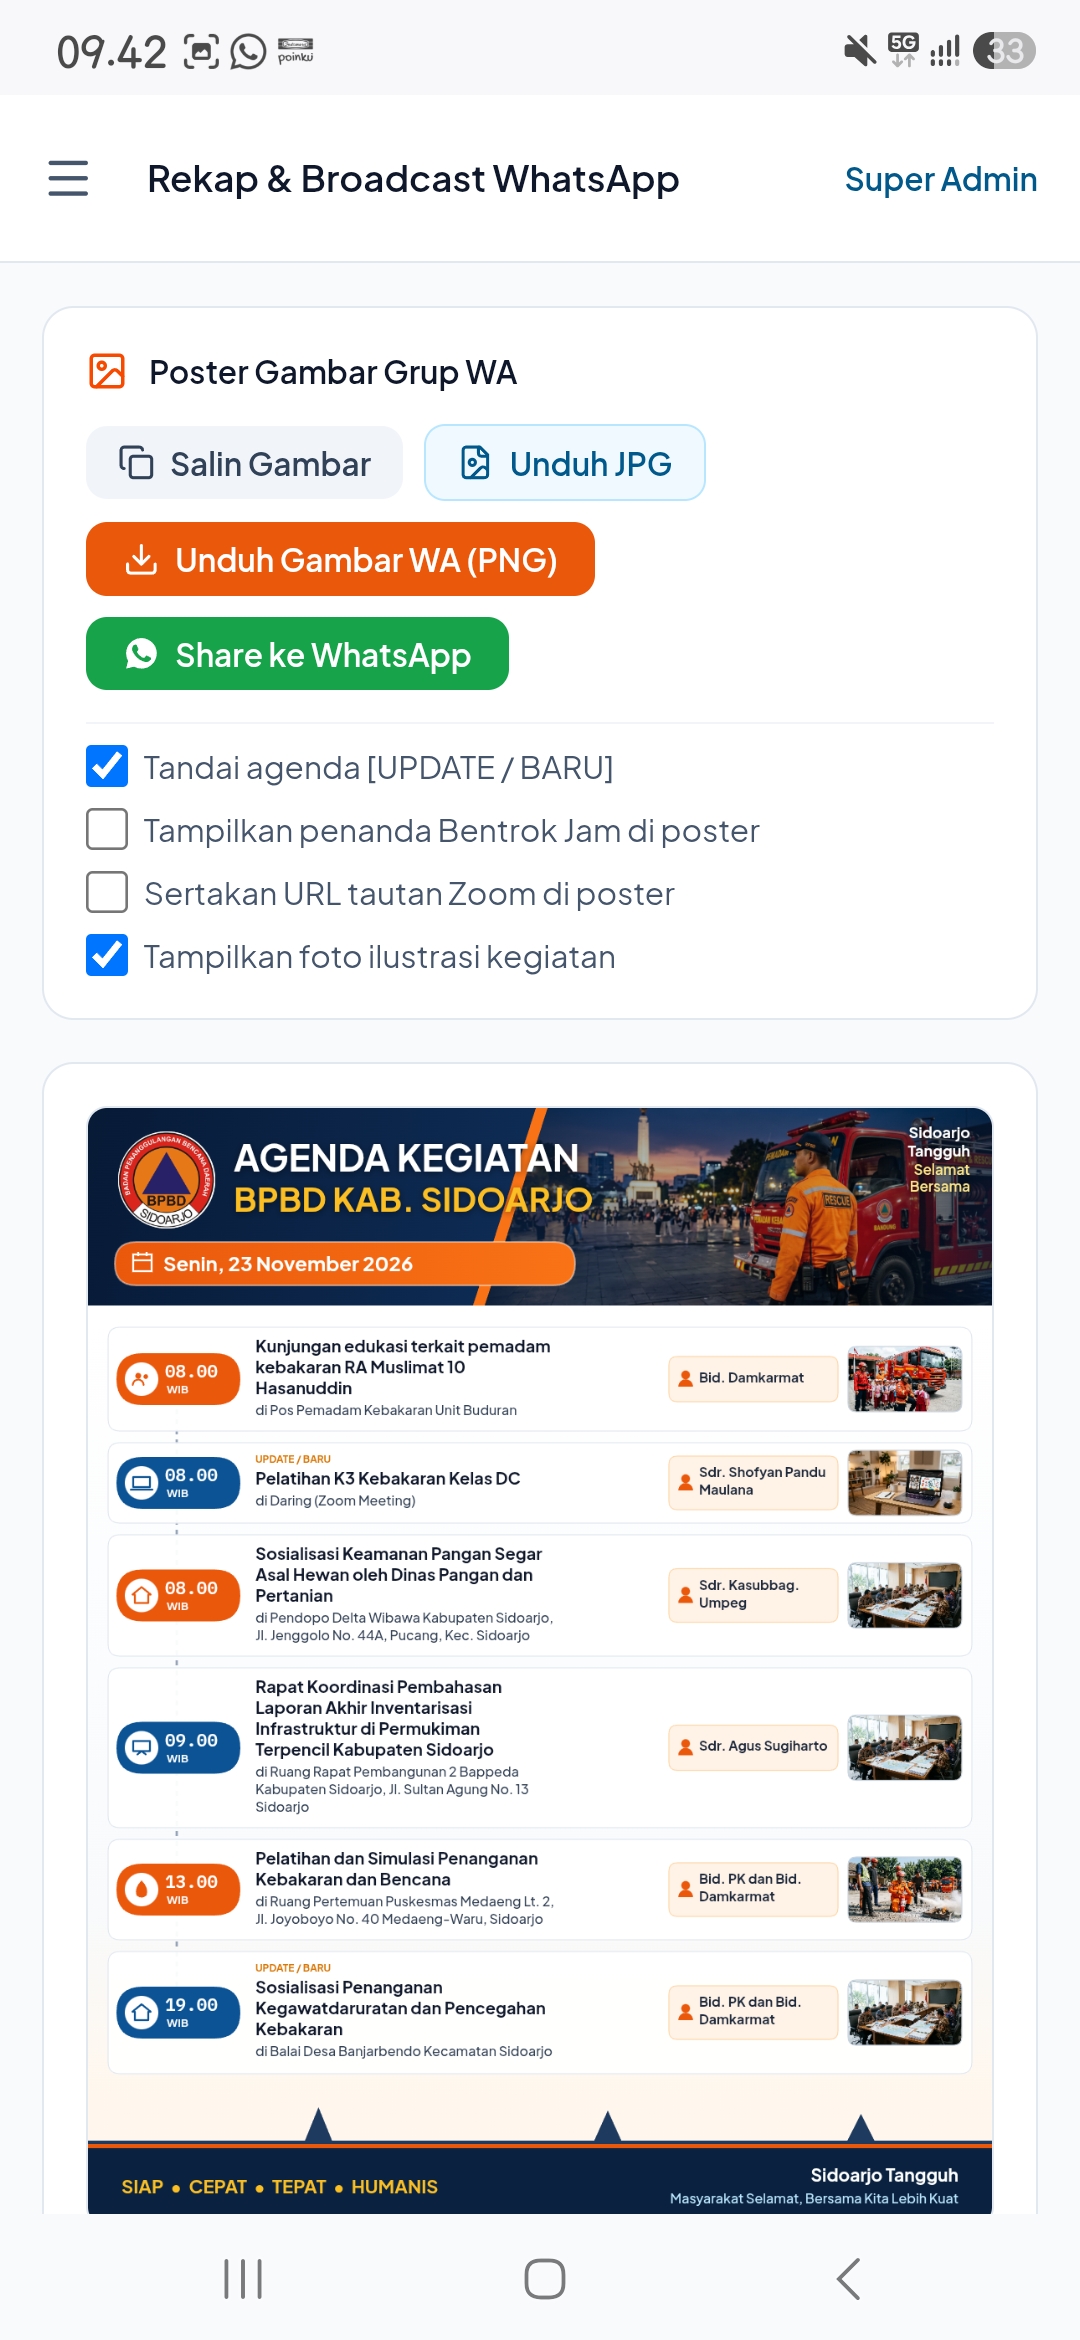 09.42
poinku
5G
33
Rekap & Broadcast WhatsApp
Super Admin
Poster Gambar Grup WA
Salin Gambar
Unduh JPG
Unduh Gambar WA (PNG)
Share ke WhatsApp
Tandai agenda [UPDATE / BARU]
Tampilkan penanda Bentrok Jam di poster
Sertakan URL tautan Zoom di poster
Tampilkan foto ilustrasi kegiatan
BADAN PENANGGULANGAN BENCANA DAERAH
BPBD
SIDOARJO
AGENDA KEGIATAN
BPBD KAB. SIDOARJO
Senin, 23 November 2026
RESCUE
Sidoarjo
Tangguh
Selamat
Bersama
08.00
WIB
Kunjungan edukasi terkait pemadam
kebakaran RA Muslimat 10
Hasanuddin
di Pos Pemadam Kebakaran Unit Buduran
Bid. Damkarmat
08.00
WIB
UPDATE / BARU
Pelatihan K3 Kebakaran Kelas DC
di Daring (Zoom Meeting)
Sdr. Shofyan Pandu
Maulana
08.00
WIB
Sosialisasi Keamanan Pangan Segar
Asal Hewan oleh Dinas Pangan dan
Pertanian
di Pendopo Delta Wibawa Kabupaten Sidoarjo,
Jl. Jenggolo No. 44A, Pucang, Kec. Sidoarjo
Sdr. Kasubbag.
Umpeg
09.00
WIB
Rapat Koordinasi Pembahasan
Laporan Akhir Inventarisasi
Infrastruktur di Permukiman
Terpencil Kabupaten Sidoarjo
di Ruang Rapat Pembangunan 2 Bappeda
Kabupaten Sidoarjo, Jl. Sultan Agung No. 13
Sidoarjo
Sdr. Agus Sugiharto
13.00
WIB
Pelatihan dan Simulasi Penanganan
Kebakaran dan Bencana
di Ruang Pertemuan Puskesmas Medaeng Lt. 2,
Jl. Joyoboyo No. 40 Medaeng-Waru, Sidoarjo
Bid. PK dan Bid.
Damkarmat
19.00
WIB
UPDATE / BARU
Sosialisasi Penanganan
Kegawatdaruratan dan Pencegahan
Kebakaran
di Balai Desa Banjarbendo Kecamatan Sidoarjo
Bid. PK dan Bid.
Damkarmat
SIAP • CEPAT • TEPAT • HUMANIS
Sidoarjo Tangguh
Masyarakat Selamat, Bersama Kita Lebih Kuat